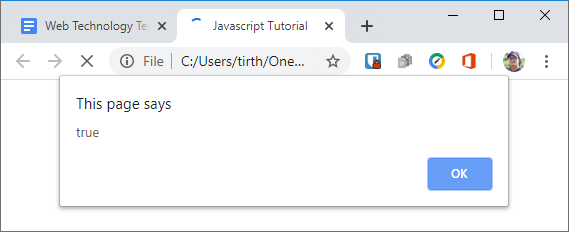 Web Technology Te
Javascript Tutorial
File
C:/Users/tirth/One...
This page says
true
OK